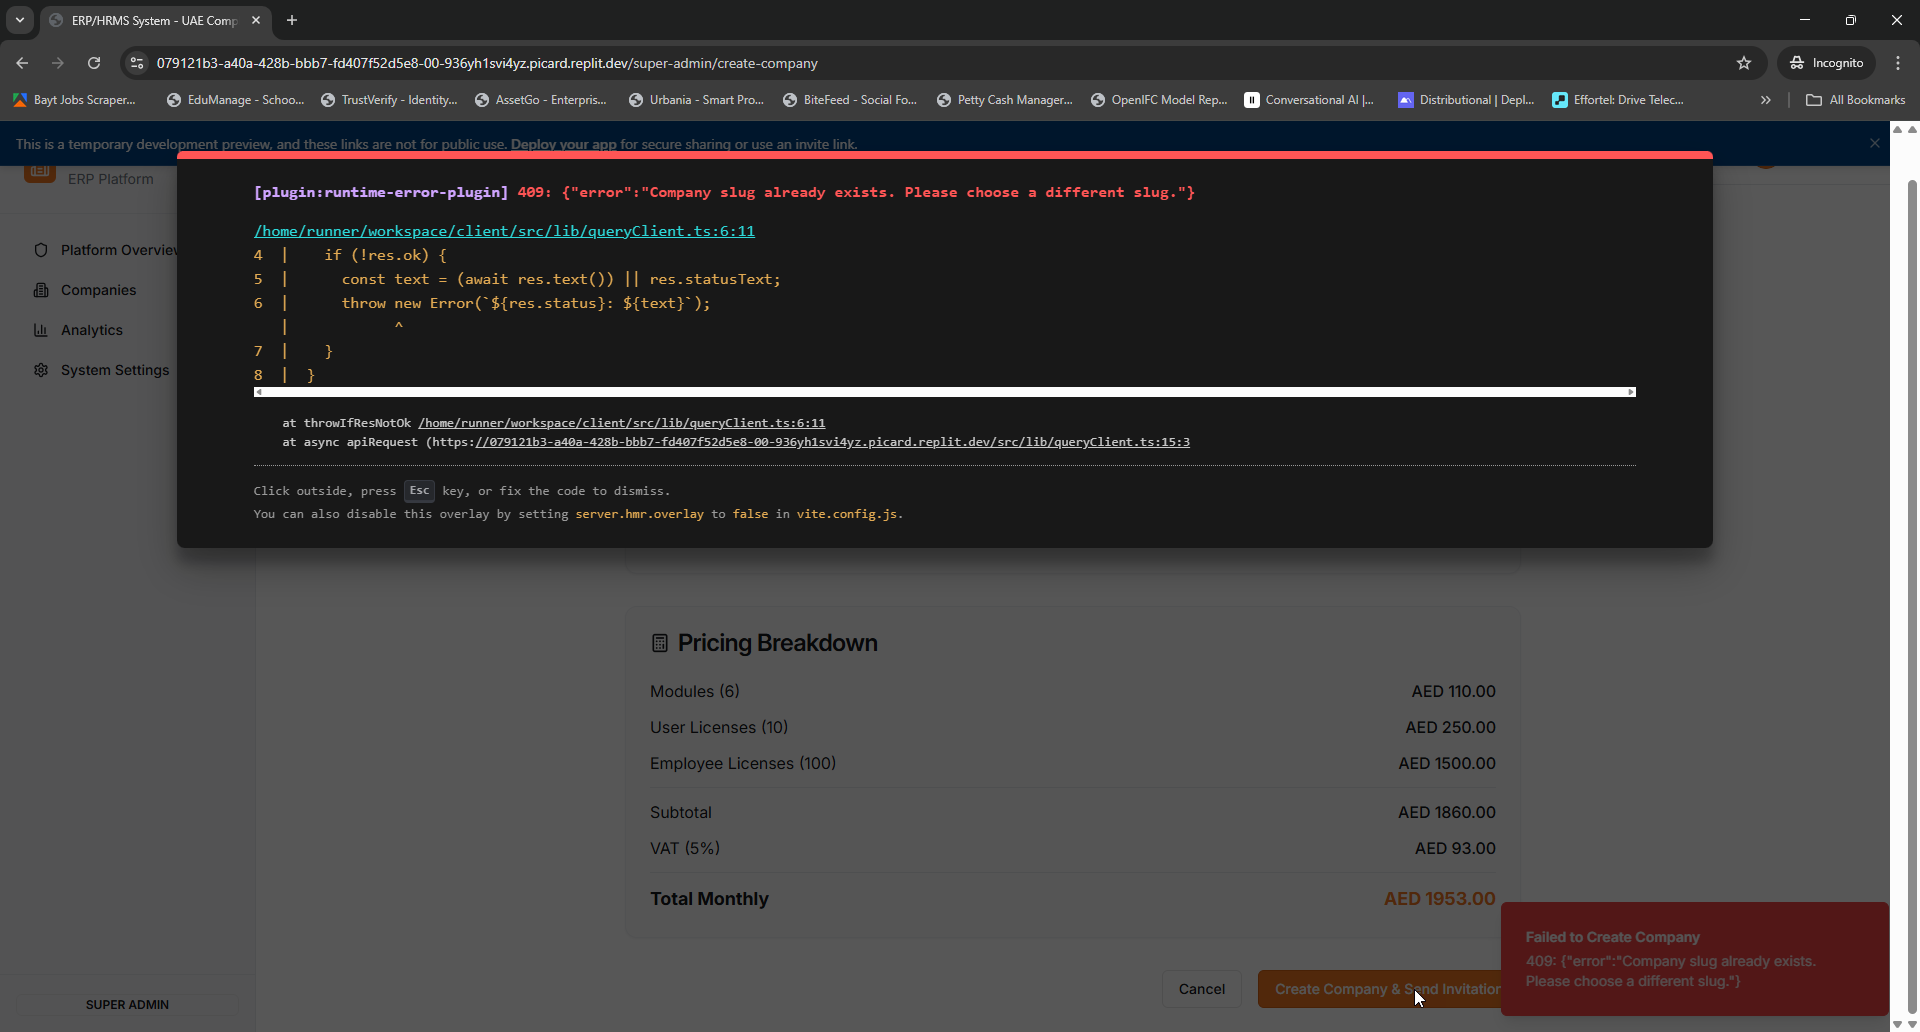 ERP/HRMS System - UAE Comp
079121b3-a40a-428b-bbb7-fd407f52d5e8-00-936yh1svi4yz.picard.replit.dev/super-admin/create-company
Incognito
Bayt Jobs Scraper...
EduManage - Schoo...
TrustVerify - Identity...
AssetGo - Enterpris...
Urbania - Smart Pro...
BiteFeed - Social Fo...
Petty Cash Manager...
OpenIFC Model Rep...
Conversational AI |...
Distributional | Depl...
Effortel: Drive Telec...
All Bookmarks
This is a temporary development preview, and these links are not for public use. Deploy your app for secure sharing or use an invite link.
ERP Platform
Platform Overview
Companies
Analytics
System Settings
SUPER ADMIN
[plugin:runtime-error-plugin] 409: {"error":"Company slug already exists. Please choose a different slug."}
/home/runner/workspace/client/src/lib/queryClient.ts:6:11
4 | if (!res.ok) {
5 | const text = (await res.text()) || res.statusText;
6 | throw new Error(`${res.status}: ${text}`);
| ^
7 | }
8 | }
at throwIfResNotOk /home/runner/workspace/client/src/lib/queryClient.ts:6:11
at async apiRequest (https://079121b3-a40a-428b-bbb7-fd407f52d5e8-00-936yh1svi4yz.picard.replit.dev/src/lib/queryClient.ts:15:3
Click outside, press Esc key, or fix the code to dismiss.
You can also disable this overlay by setting server.hmr.overlay to false in vite.config.js.
Pricing Breakdown
Modules (6) AED 110.00
User Licenses (10) AED 250.00
Employee Licenses (100) AED 1500.00
Subtotal AED 1860.00
VAT (5%) AED 93.00
Total Monthly AED 1953.00
Cancel
Create Company & Send Invitation
Failed to Create Company
409: {"error":"Company slug already exists.
Please choose a different slug."}